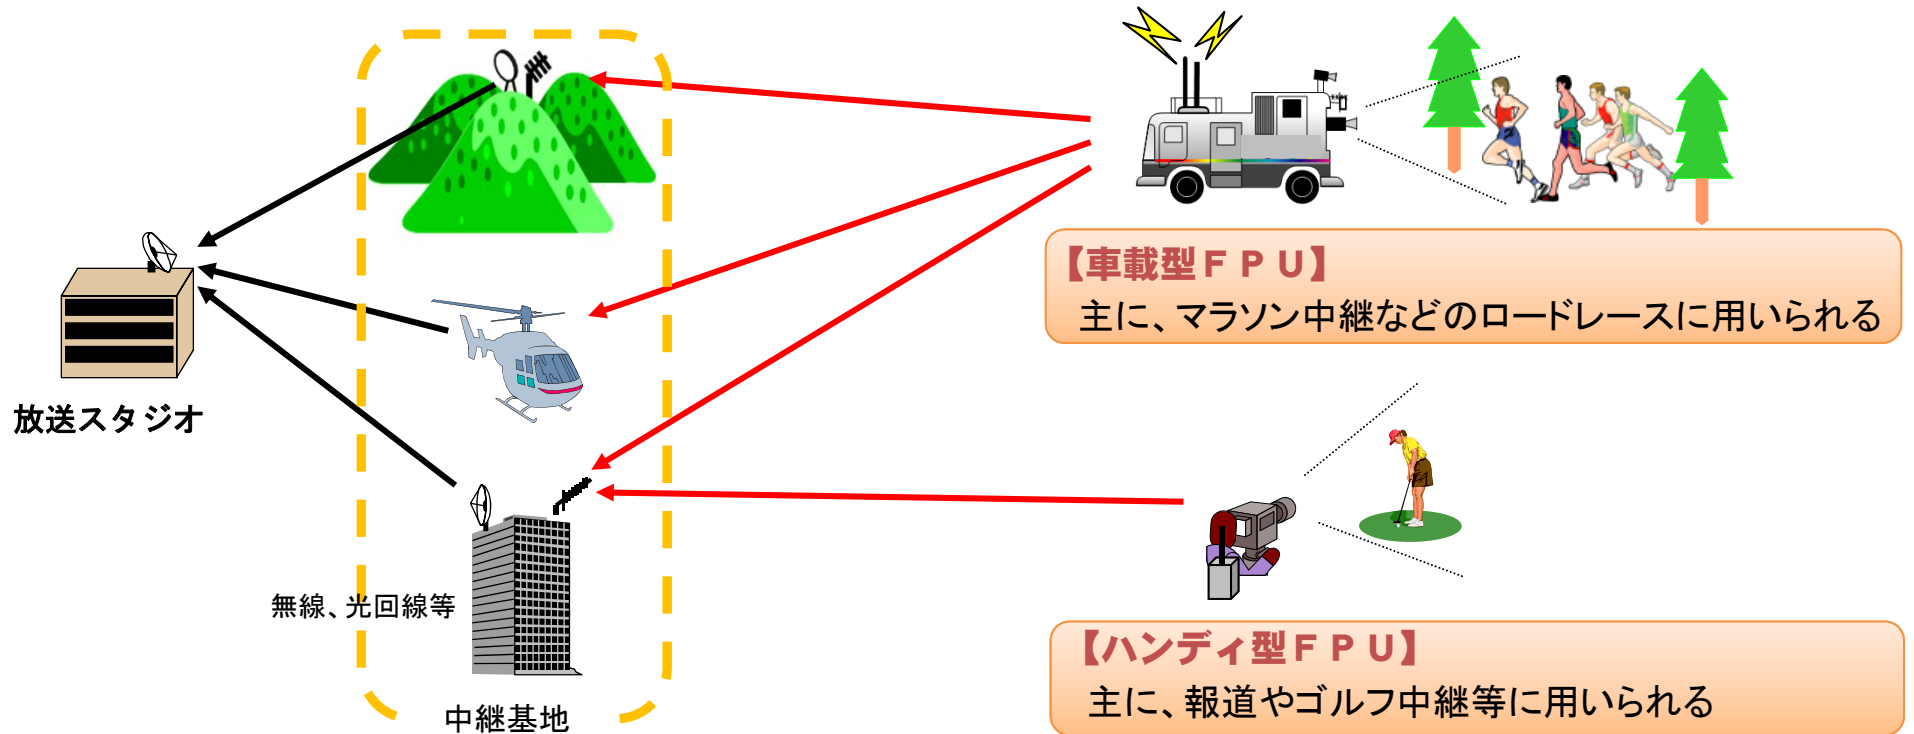 【車載型ＦＰＵ】
主に、マラソン中継などのロードレースに用いられる
放送スタジオ
無線、光回線等
中継基地
【ハンディ型ＦＰＵ】
主に、報道やゴルフ中継等に用いられる